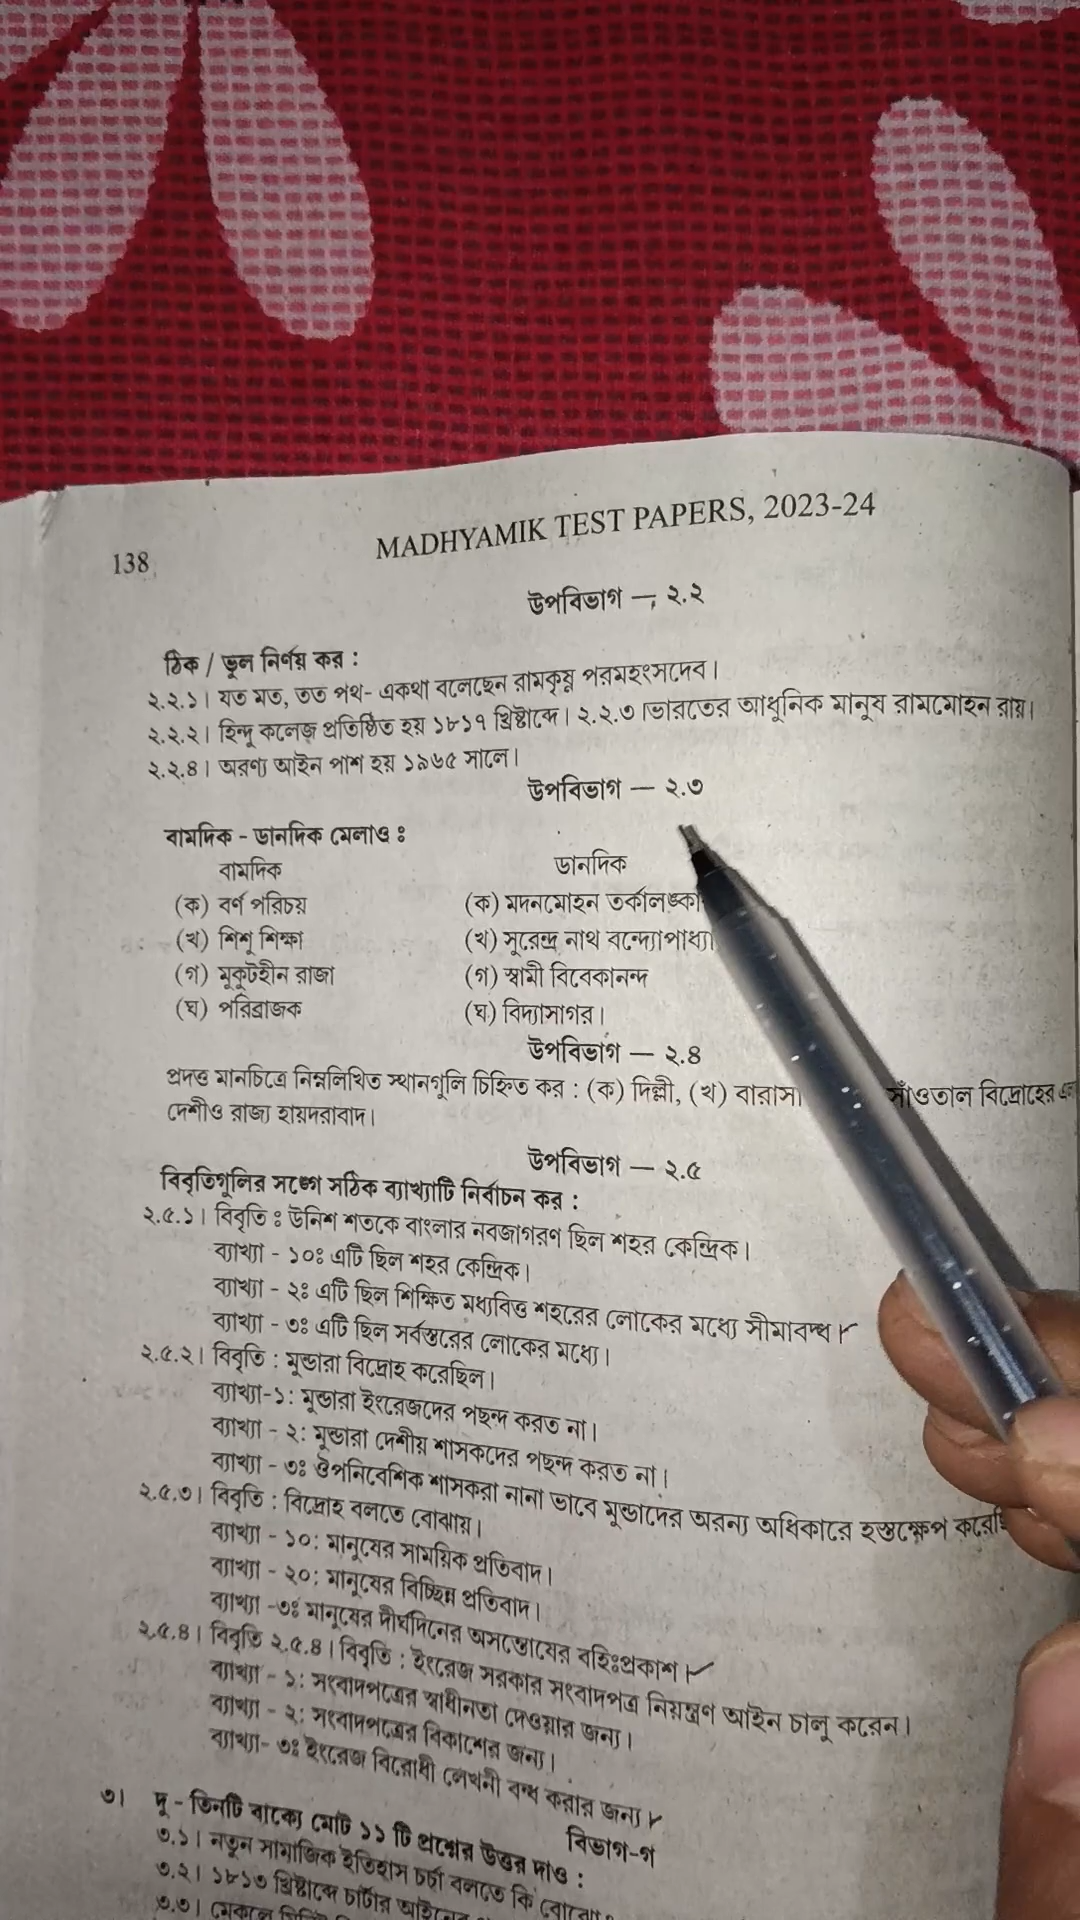 138
MADHYAMIK TEST PAPERS, 2023-24
উপবিভাগ — ২.২
ঠিক / ভুল নির্ণয় কর :
২.২.১। যত মত, তত পথ- একথা বলেছেন রামকৃষ্ণ পরমহংসদেব।
২.২.২। হিন্দু কলেজ প্রতিষ্ঠিত হয় ১৮১৭ খ্রিষ্টাব্দে। ২.২.৩।ভারতের আধুনিক মানুষ রামমোহন রায়।
২.২.৪। অরণ্য আইন পাশ হয় ১৯৬৫ সালে।
উপবিভাগ — ২.৩
বামদিক - ডানদিক মেলাও ঃ
বামদিক ডানদিক
(ক) বর্ণ পরিচয় (ক) মদনমোহন তর্কালঙ্কা
(খ) শিশু শিক্ষা (খ) সুরেন্দ্র নাথ বন্দ্যোপাধ্যা
(গ) মুকুটহীন রাজা (গ) স্বামী বিবেকানন্দ
(ঘ) পরিব্রাজক (ঘ) বিদ্যাসাগর।
উপবিভাগ — ২.৪
প্রদত্ত মানচিত্রে নিম্নলিখিত স্থানগুলি চিহ্নিত কর : (ক) দিল্লী, (খ) বারাসা সাঁওতাল বিদ্রোহের
দেশীও রাজ্য হায়দরাবাদ।
উপবিভাগ — ২.৫
বিবৃতিগুলির সঙ্গে সঠিক ব্যাখ্যাটি নির্বাচন কর :
২.৫.১। বিবৃতি ঃ উনিশ শতকে বাংলার নবজাগরণ ছিল শহর কেন্দ্রিক।
ব্যাখ্যা - ১ঃ এটি ছিল শহর কেন্দ্রিক।
ব্যাখ্যা - ২ঃ এটি ছিল শিক্ষিত মধ্যবিত্ত শহরের লোকের মধ্যে সীমাবদ্ধ।
ব্যাখ্যা - ৩ঃ এটি ছিল সর্বস্তরের লোকের মধ্যে।
২.৫.২। বিবৃতি : মুন্ডারা বিদ্রোহ করেছিল।
ব্যাখ্যা-১: মুন্ডারা ইংরেজদের পছন্দ করত না।
ব্যাখ্যা - ২: মুন্ডারা দেশীয় শাসকদের পছন্দ করত না।
ব্যাখ্যা - ৩ঃ ঔপনিবেশিক শাসকরা নানা ভাবে মুন্ডাদের অরন্য অধিকারে হস্তক্ষেপ
২.৫.৩। বিবৃতি : বিদ্রোহ বলতে বোঝায়।
ব্যাখ্যা - ১০: মানুষের সাময়িক প্রতিবাদ।
ব্যাখ্যা - ২০: মানুষের বিচ্ছিন্ন প্রতিবাদ।
ব্যাখ্যা -৩ঃ মানুষের দীর্ঘদিনের অসন্তোষের বহিঃপ্রকাশ।
২.৫.৪। বিবৃতি ২.৫.৪। বিবৃতি : ইংরেজ সরকার সংবাদপত্র নিয়ন্ত্রণ আইন চালু করেন।
ব্যাখ্যা - ১: সংবাদপত্রের স্বাধীনতা দেওয়ার জন্য।
ব্যাখ্যা - ২: সংবাদপত্রের বিকাশের জন্য।
ব্যাখ্যা- ৩ঃ ইংরেজ বিরোধী লেখনী বন্ধ করার জন্য।
বিভাগ-গ
৩। দু - তিনটি বাক্যে মোট ১১ টি প্রশ্নের উত্তর দাও :
৩.১। নতুন সামাজিক ইতিহাস চর্চা বলতে কি বোঝো?
৩.২। ১৮১৩ খ্রিষ্টাব্দে চার্টার আইনের
৩.৩। মেকলে